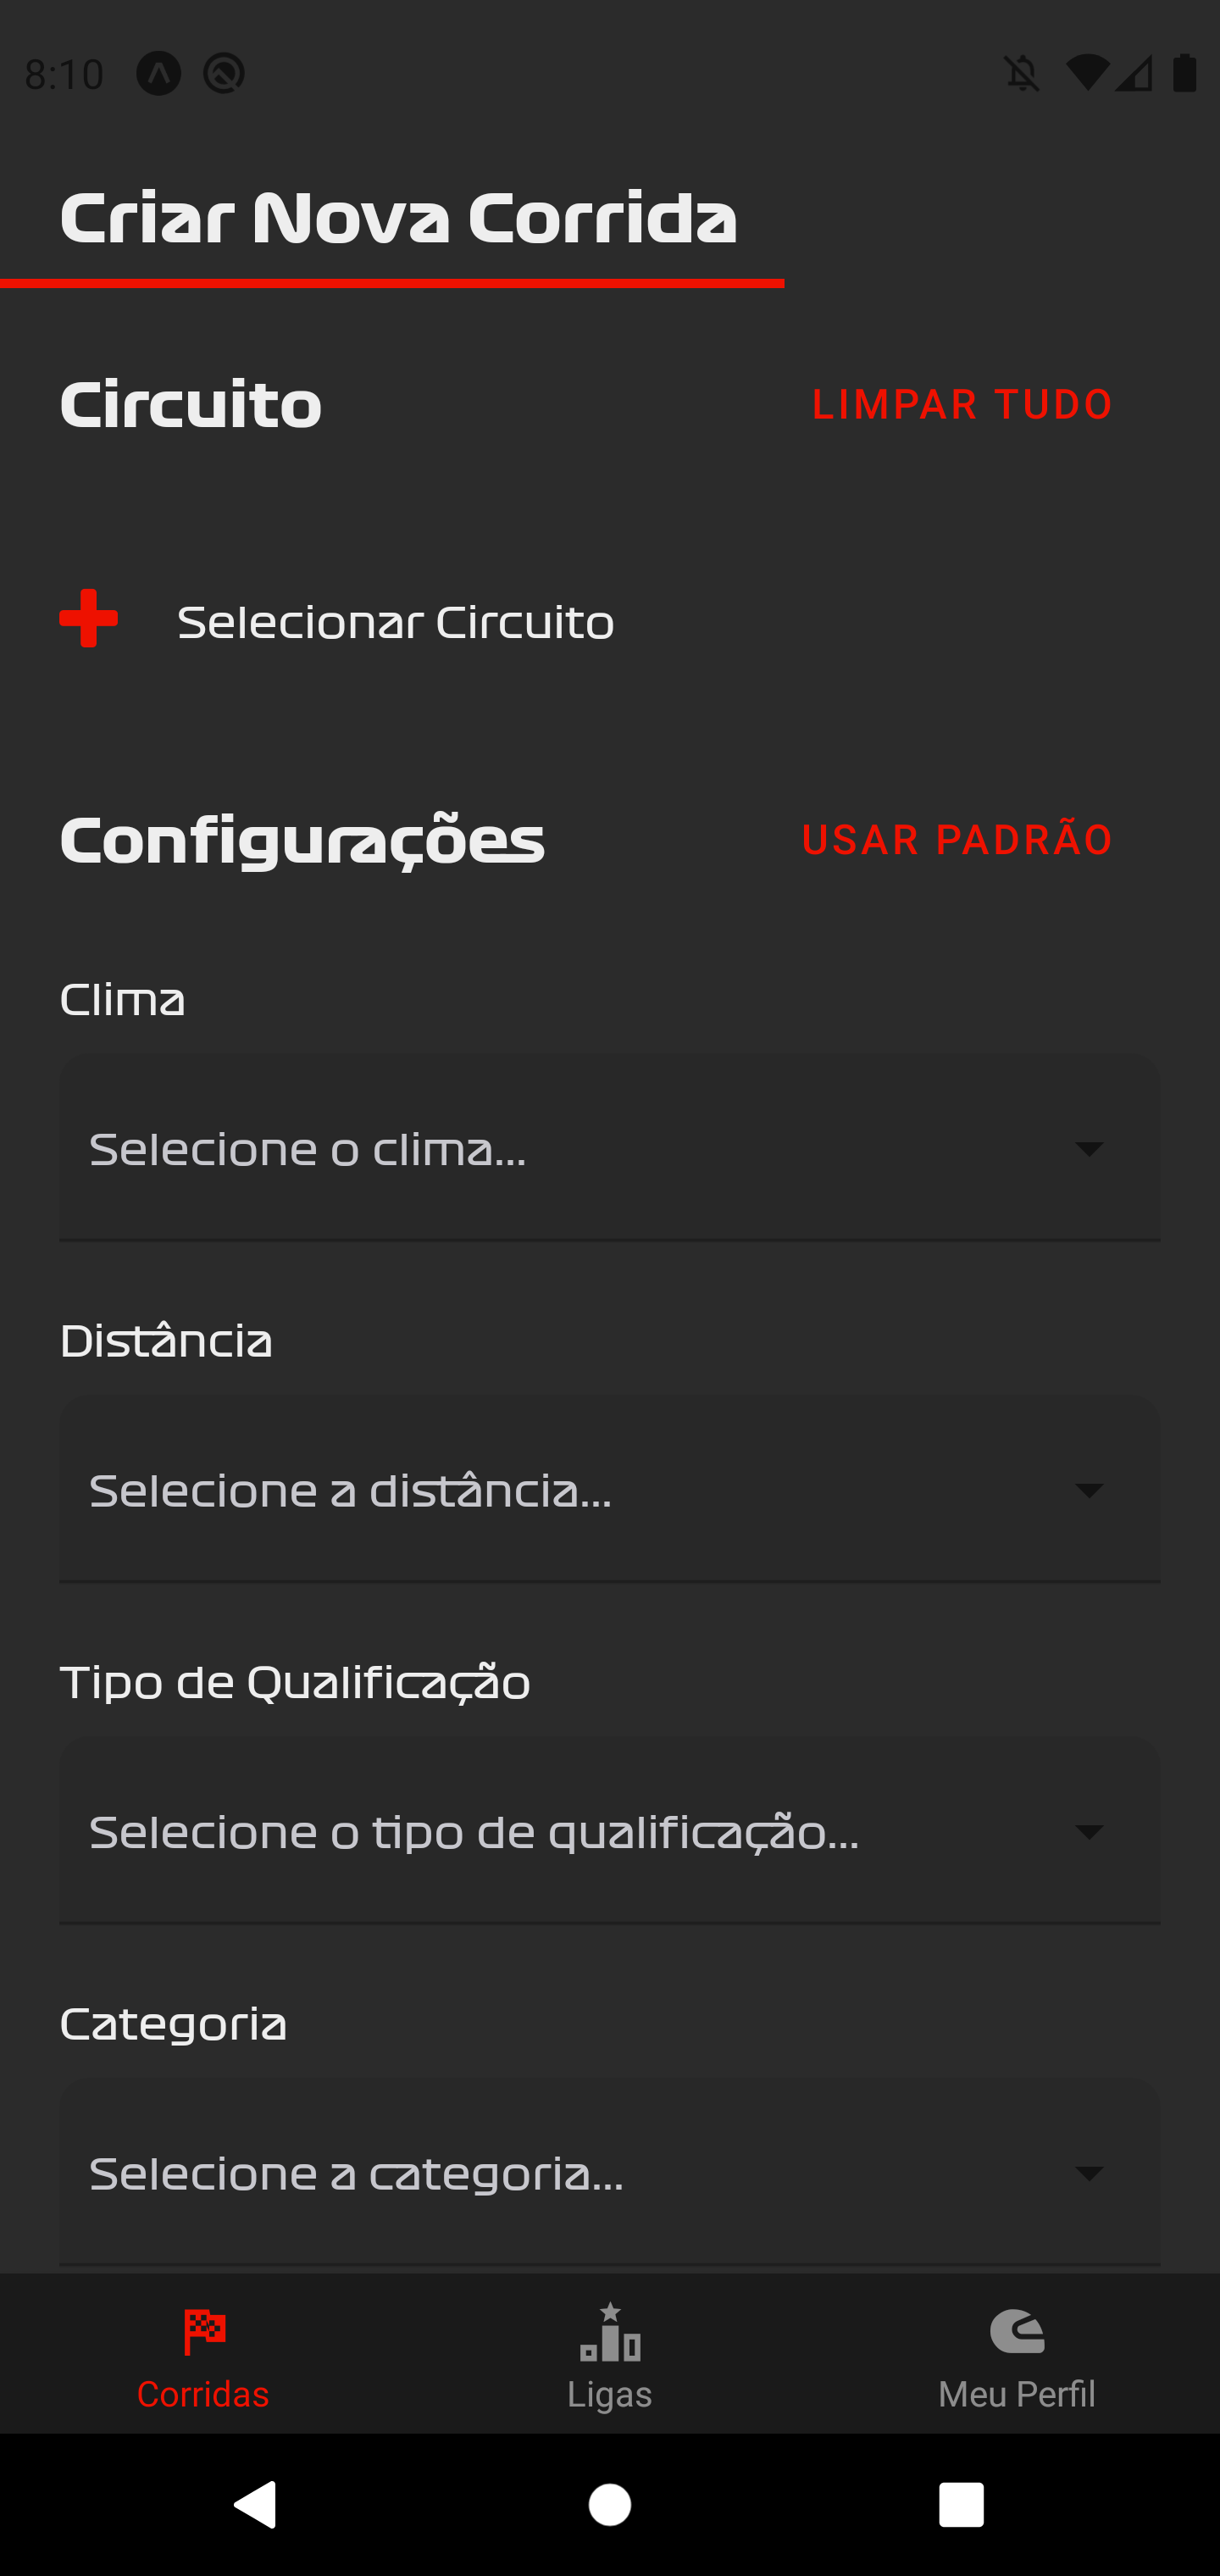 8:10
Criar Nova Corrida
Circuito
LIMPAR TUDO
Selecionar Circuito
Configurações
USAR PADRÃO
Clima
Selecione o clima...
Distância
Selecione a distância...
Tipo de Qualificação
Selecione o tipo de qualificação...
Categoria
Selecione a categoria...
Corridas
Ligas
Meu Perfil